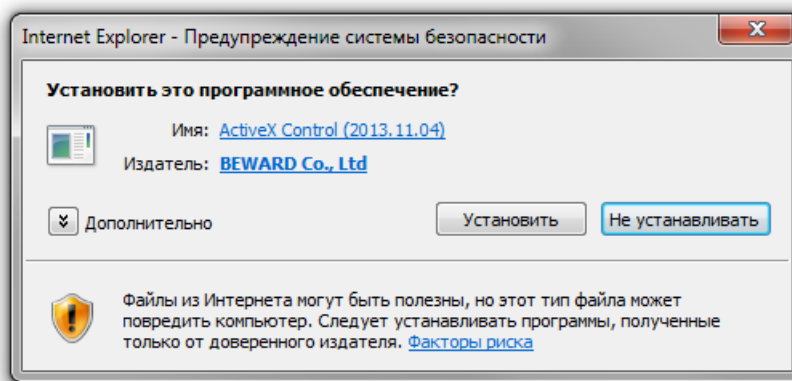 Internet Explorer - Предупреждение системы безопасности
Установить это программное обеспечение?
Имя: ActiveX Control (2013.11.04)
Издатель: BEWARD Co., Ltd
Дополнительно
Установить
Не устанавливать
Файлы из Интернета могут быть полезны, но этот тип файла может
повредить компьютер. Следует устанавливать программы, полученные
только от доверенного издателя. Факторы риска